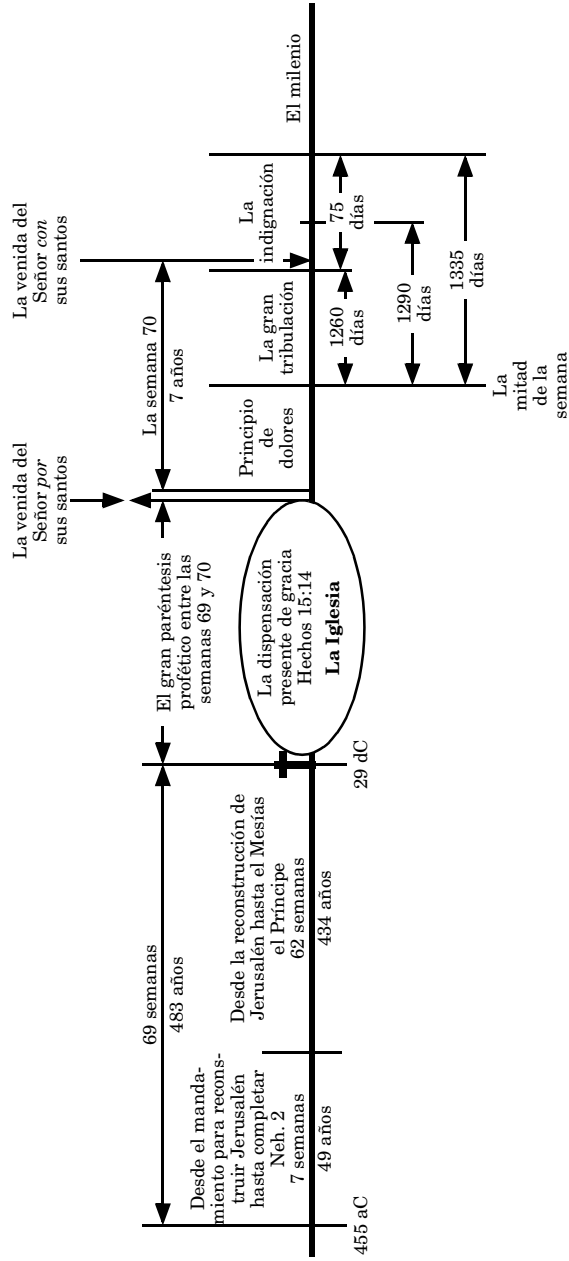 La venida del
Señor por
sus santos
La venida del
Señor con
sus santos
69 semanas
483 años
El gran paréntesis
profético entre las
semanas 69 y 70
La semana 70
7 años
Desde el manda-
miento para recons-
truir Jerusalén
hasta completar
Neh. 2
7 semanas
49 años
Desde la reconstrucción de
Jerusalén hasta el Mesías
el Príncipe
62 semanas
434 años
La dispensación
presente de gracia
Hechos 15:14
La Iglesia
Principio
de
dolores
La gran
tribulación
La
indignación
El milenio
455 aC
29 dC
1260
días
75
días
1290
días
1335
días
La
mitad
de la
semana